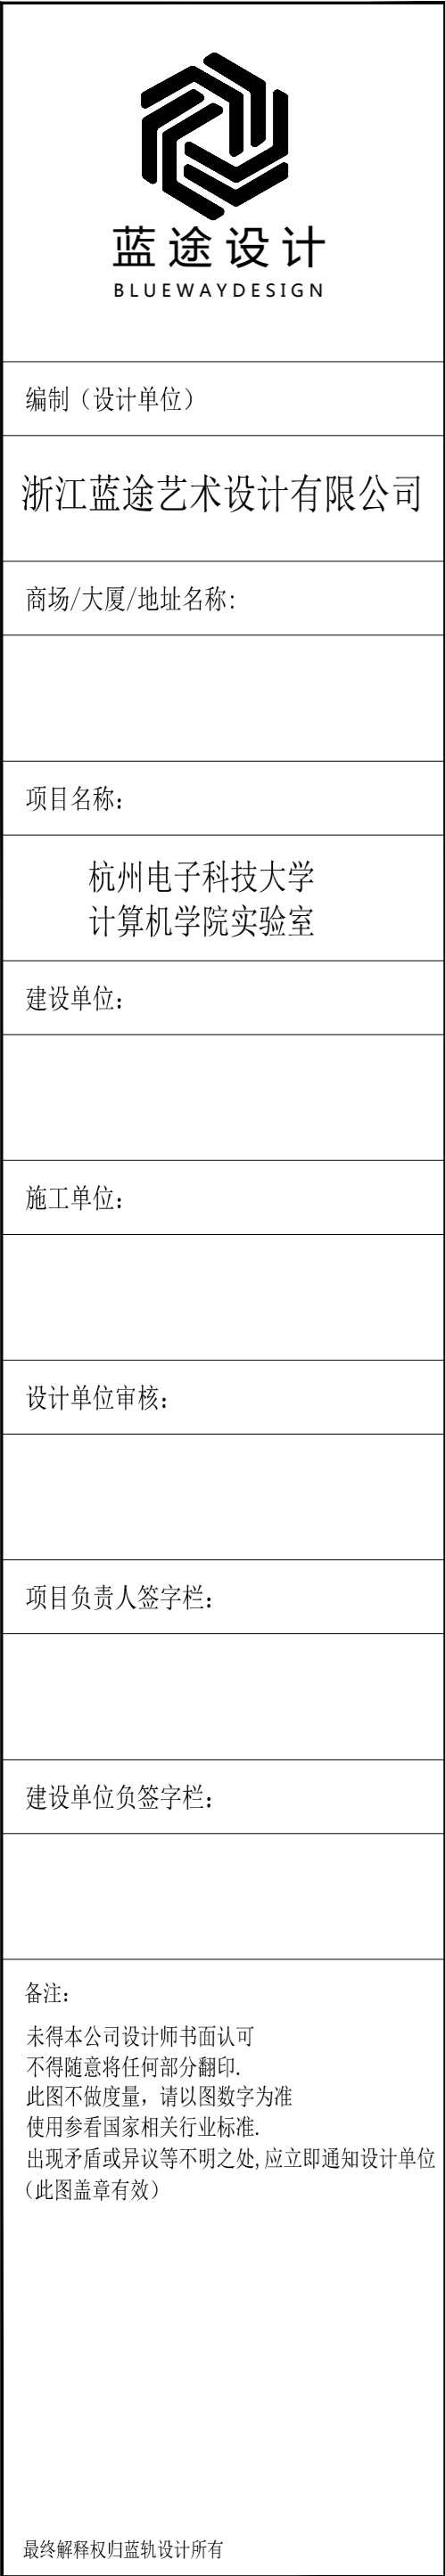 蓝途设计
BLUEWAYDESIGN
编制（设计单位）
浙江蓝途艺术设计有限公司
商场/大厦/地址名称:
项目名称：
杭州电子科技大学
计算机学院实验室
建设单位：
施工单位：
设计单位审核：
项目负责人签字栏：
建设单位负签字栏：
备注：
未得本公司设计师书面认可
不得随意将任何部分翻印.
此图不做度量，请以图数字为准
使用参看国家相关行业标准.
出现矛盾或异议等不明之处,应立即通知设计单位
（此图盖章有效）
最终解释权归蓝轨设计所有